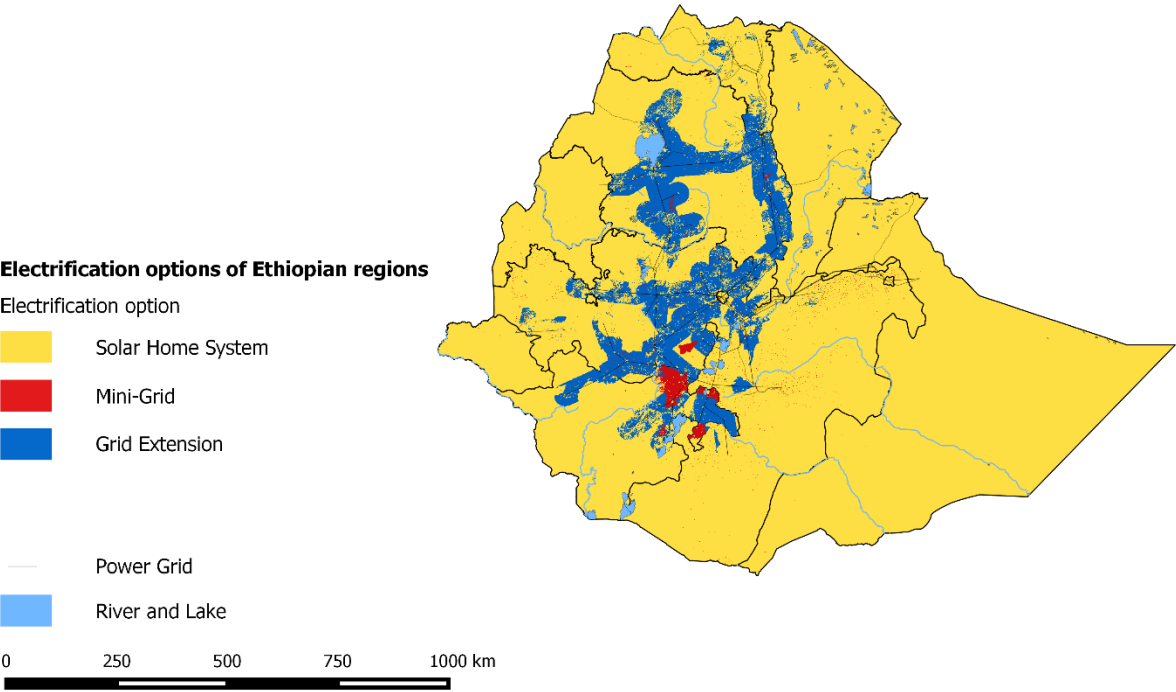 Electrification options of Ethiopian regions
Electrification option
Solar Home System
Mini-Grid
Grid Extension
Power Grid
River and Lake
0 250 500 750 1000 km